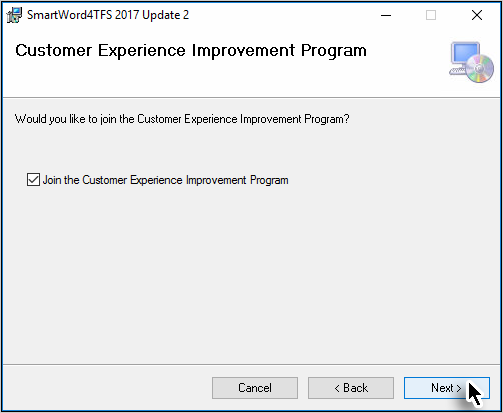 SmartWord4TFS 2017 Update 2
Customer Experience Improvement Program
Would you like to join the Customer Experience Improvement Program?
Join the Customer Experience Improvement Program
Cancel
< Back
Next >